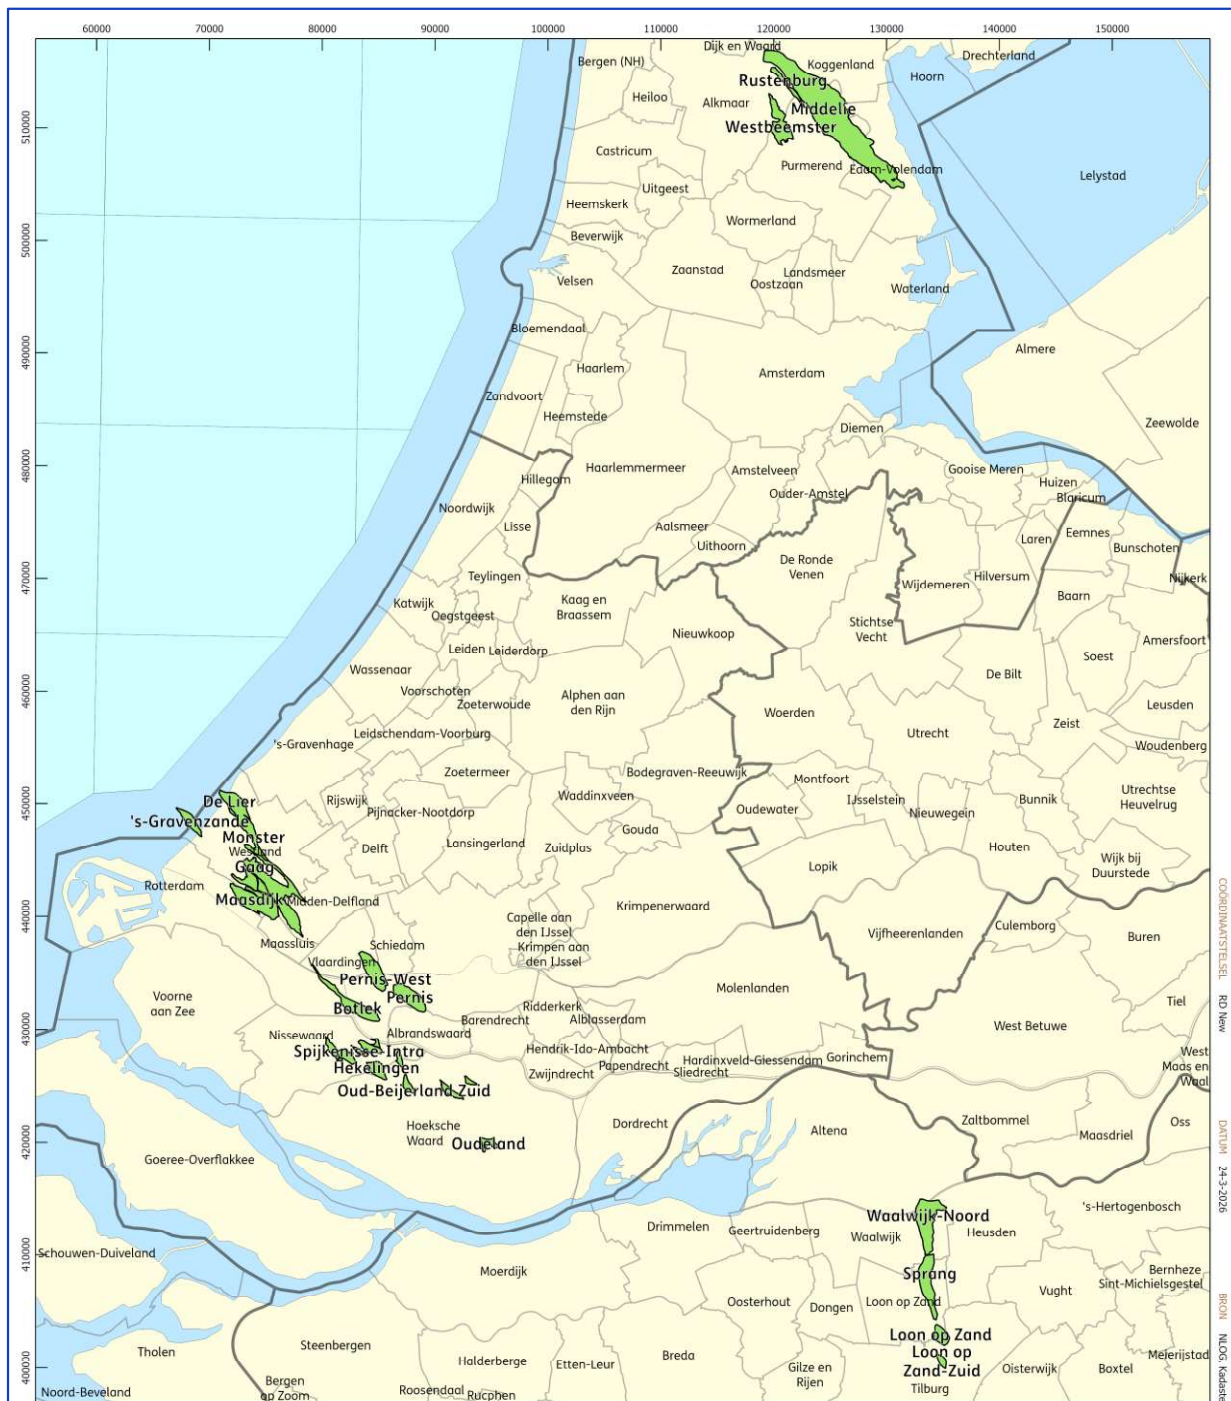 60000 70000 80000 90000 100000 110000 120000 130000 140000 150000
510000
500000
490000
480000
470000
460000
450000
440000
430000
420000
410000
400000
Dijk en Waard
Drechterland
Bergen (NH)
Koggenland
Hoorn
Rustenburg
Heiloo
Alkmaar
Middelie
Westbeemster
Castricum
Purmerend
Edam-Volendam
Lelystad
Uitgeest
Heemskerk
Wormerland
Beverwijk
Zaanstad
Landsmeer
Velsen
Oostzaan
Waterland
Bloemendaal
Almere
Haarlem
Amsterdam
Zandvoort
Heemstede
Zeewolde
Diemen
Haarlemmermeer
Amstelveen
Gooise Meren
Hillegom
Huizen
Ouder-Amstel
Blaricum
Noordwijk
Lisse
Aalsmeer
Eemnes
Laren
Uithoorn
Bunschoten
De Ronde
Venen
Teylingen
Wijdemeren
Hilversum
Nijkerk
Katwijk
Kaag en
Braassem
Baarn
Oegstgeest
Nieuwkoop
Stichtse
Vecht
Amersfoort
Leiden
Leiderdorp
Soest
Wassenaar
De Bilt
Voorschoten
Alphen aan
den Rijn
Zoeterwoude
Leusden
Woerden
Zeist
Leidschendam-Voorburg
Utrecht
's-Gravenhage
Woudenberg
Zoetermeer
Bodegraven-Reeuwijk
Montfoort
Utrechtse
Heuvelrug
De Lier
Rijswijk
Waddinxveen
IJsselstein
Bunnik
Pijnacker-Nootdorp
Oudewater
Nieuwegein
's-Gravenzande
Gouda
Monster
Lansingerland
Westland
Delft
Zuidplas
Houten
Gaag
Lopik
Wijk bij
Duurstede
Rotterdam
Maasdijk
Midden-Delfland
Krimpenerwaard
Capelle aan
den IJssel
Culemborg
Maassluis
Schiedam
Krimpen aan
den IJssel
Vijfheerenlanden
Buren
Vlaardingen
Pernis-West
Molenlanden
Voorne
aan Zee
Pernis
Tiel
Botlek
Ridderkerk
Barendrecht
Alblasserdam
West Betuwe
Nissewaard
Albrandswaard
Spijkenisse-Intra
Hendrik-Ido-Ambacht
Gorinchem
West
Maas en
Waal
Hekelingen
Papendrecht
Hardinxveld-Giessendam
Zwijndrecht
Sliedrecht
Oud-Beijerland Zuid
Hoeksche
Waard
Dordrecht
Altena
Zaltbommel
Oss
Maasdriel
Oudeland
Goeree-Overflakkee
's-Hertogenbosch
Waalwijk-Noord
Drimmelen
Geertruidenberg
Waalwijk
Heusden
Schouwen-Duiveland
Moerdijk
Sprang
Bernheze
Sint-Michielsgestel
Vught
Oosterhout
Dongen
Loon op Zand
Loon op Zand
Steenbergen
Tholen
Breda
Loon op
Zand-Zuid
Halderberge
Etten-Leur
Gilze en
Rijen
Oisterwijk
Boxtel
Meierijstad
Noord-Beveland
Bergen
op Zoom
Roosendaal
Rucphen
Tilburg
COÖRDINAATSTELSEL RD New
DATUM 24-3-2026
BRON NLOG, Kadaste